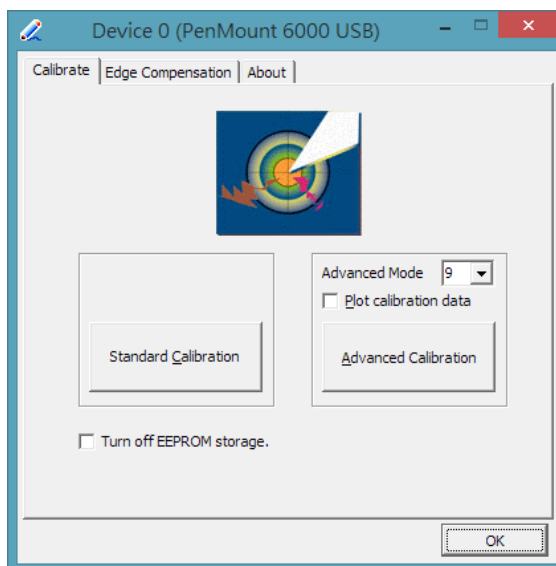 Device 0 (PenMount 6000 USB)
Calibrate Edge Compensation About
Advanced Mode 9
Plot calibration data
Standard Calibration
Advanced Calibration
Turn off EEPROM storage.
OK